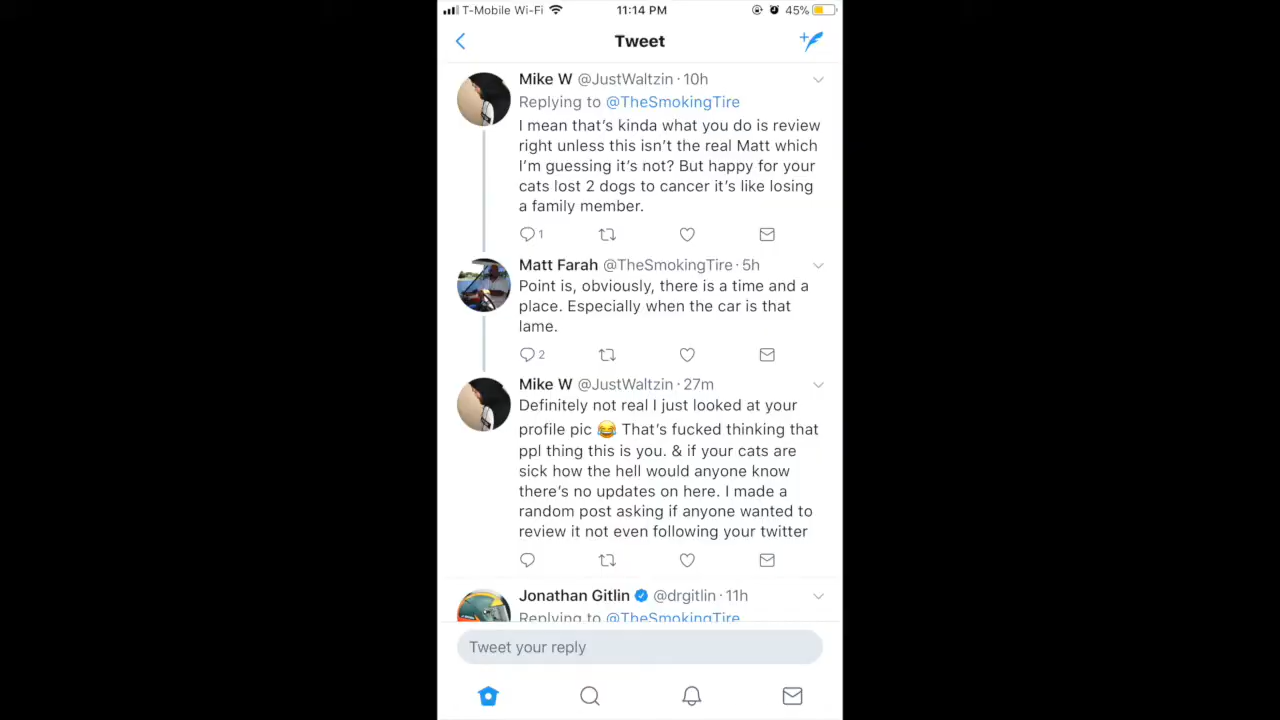 T-Mobile Wi-Fi 11:14 PM 45%
Tweet
Mike W @JustWaltzin · 10h
Replying to @TheSmokingTire
I mean that's kinda what you do is review
right unless this isn't the real Matt which
I'm guessing it's not? But happy for your
cats lost 2 dogs to cancer it's like losing
a family member.
1
Matt Farah @TheSmokingTire · 5h
Point is, obviously, there is a time and a
place. Especially when the car is that
lame.
2
Mike W @JustWaltzin · 27m
Definitely not real I just looked at your
profile pic 😂 That's fucked thinking that
ppl thing this is you. & if your cats are
sick how the hell would anyone know
there's no updates on here. I made a
random post asking if anyone wanted to
review it not even following your twitter
Jonathan Gitlin @drgitlin · 11h
Replying to @TheSmokingTire
Tweet your reply